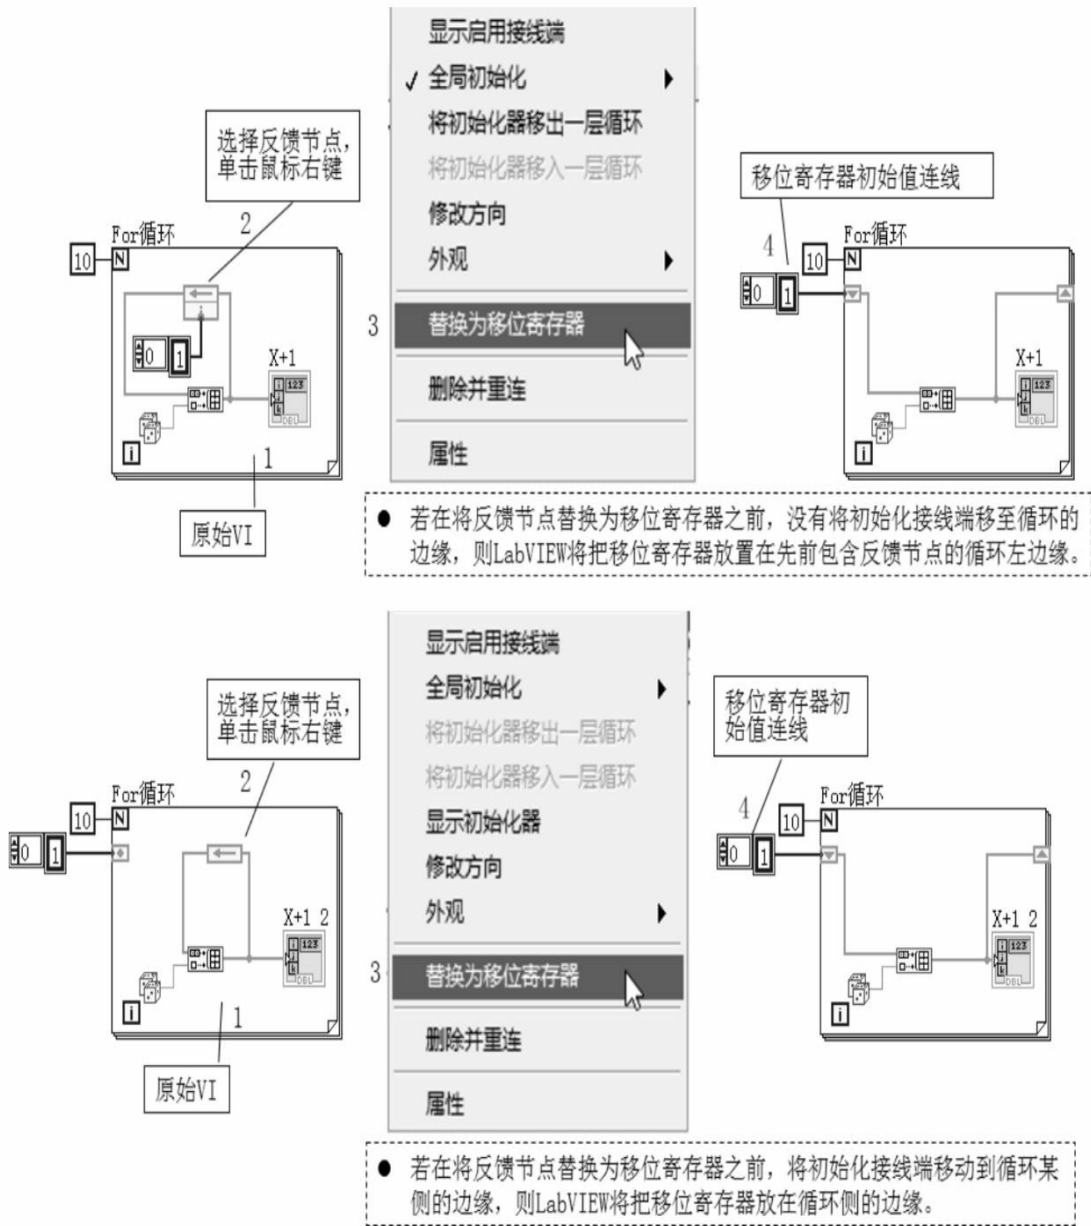 显示启用接线端
✓ 全局初始化
将初始化器移出一层循环
将初始化器移入一层循环
修改方向
外观
替换为移位寄存器
删除并重连
属性
选择反馈节点，
单击鼠标右键
2
For循环
10
N
0
1
X+1
123
DBL
i
1
原始VI
3
移位寄存器初始值连线
4
For循环
10
N
0
1
X+1
123
DBL
i
● 若在将反馈节点替换为移位寄存器之前，没有将初始化接线端移至循环的
边缘，则LabVIEW将把移位寄存器放置在先前包含反馈节点的循环左边缘。
显示启用接线端
全局初始化
将初始化器移出一层循环
将初始化器移入一层循环
显示初始化器
修改方向
外观
替换为移位寄存器
删除并重连
属性
选择反馈节点，
单击鼠标右键
2
For循环
10
N
0
1
X+1 2
123
DBL
i
1
原始VI
3
移位寄存器初
始值连线
4
For循环
10
N
0
1
X+1 2
123
DBL
i
● 若在将反馈节点替换为移位寄存器之前，将初始化接线端移动到循环某
侧的边缘，则LabVIEW将把移位寄存器放在循环侧的边缘。